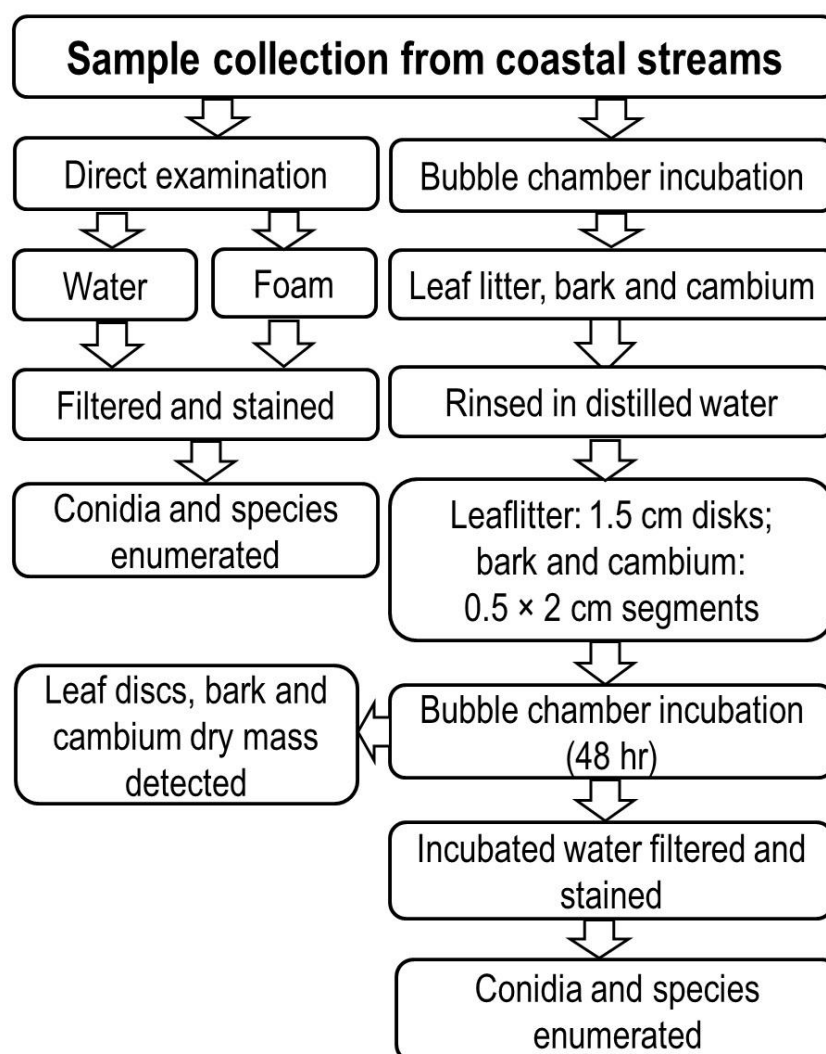 Sample collection from coastal streams
Direct examination
Bubble chamber incubation
Water
Foam
Leaf litter, bark and cambium
Filtered and stained
Rinsed in distilled water
Conidia and species
enumerated
Leaflitter: 1.5 cm disks;
bark and cambium:
0.5 × 2 cm segments
Leaf discs, bark and
cambium dry mass
detected
Bubble chamber incubation
(48 hr)
Incubated water filtered and
stained
Conidia and species
enumerated